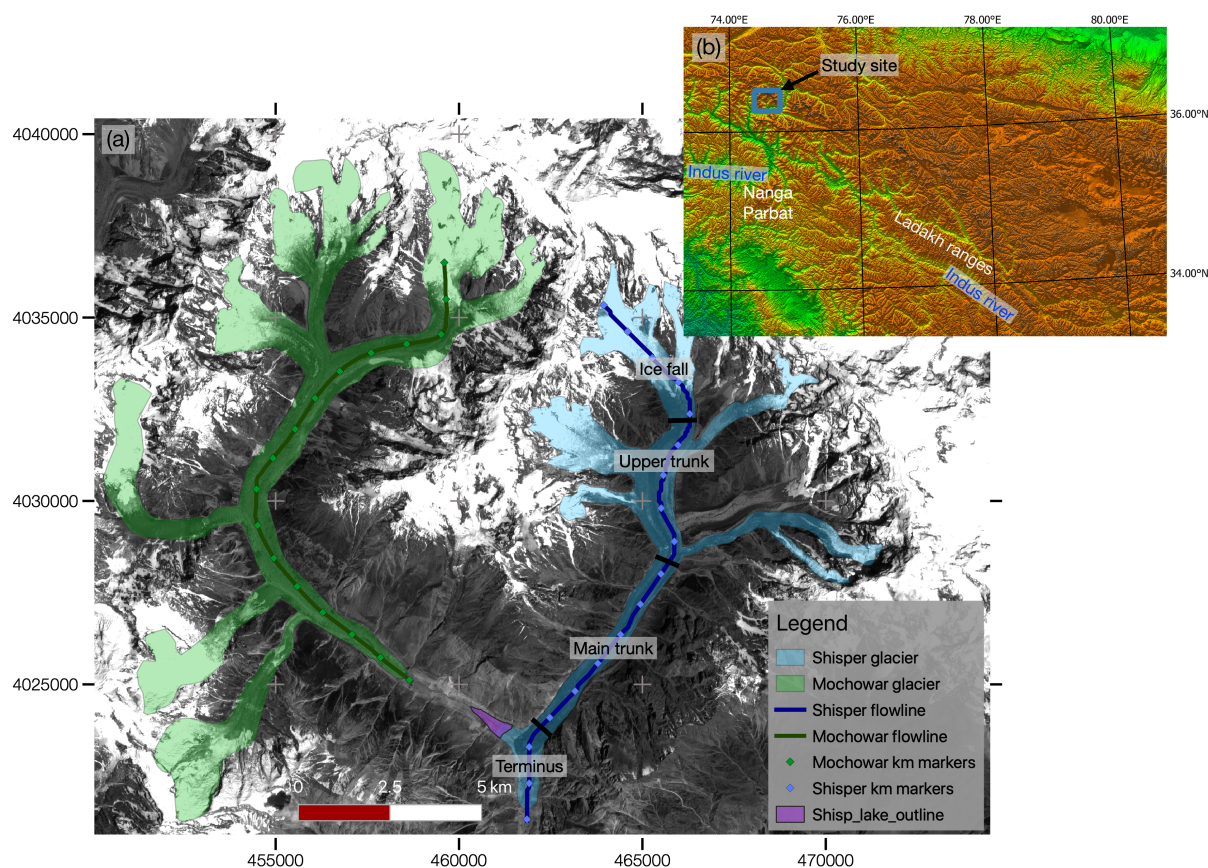 74.00°E
76.00°E
78.00°E
80.00°E
(b)
Study site
36.00°N
Indus river
Nanga
Parbat
Ladakh ranges
Indus river
34.00°N
(a)
4040000
4035000
4030000
4025000
Ice fall
Upper trunk
Main trunk
Terminus
0
2.5
5 km
Legend
Shisper glacier
Mochowar glacier
Shisper flowline
Mochowar flowline
Mochowar km markers
Shisper km markers
Shisp_lake_outline
455000
460000
465000
470000